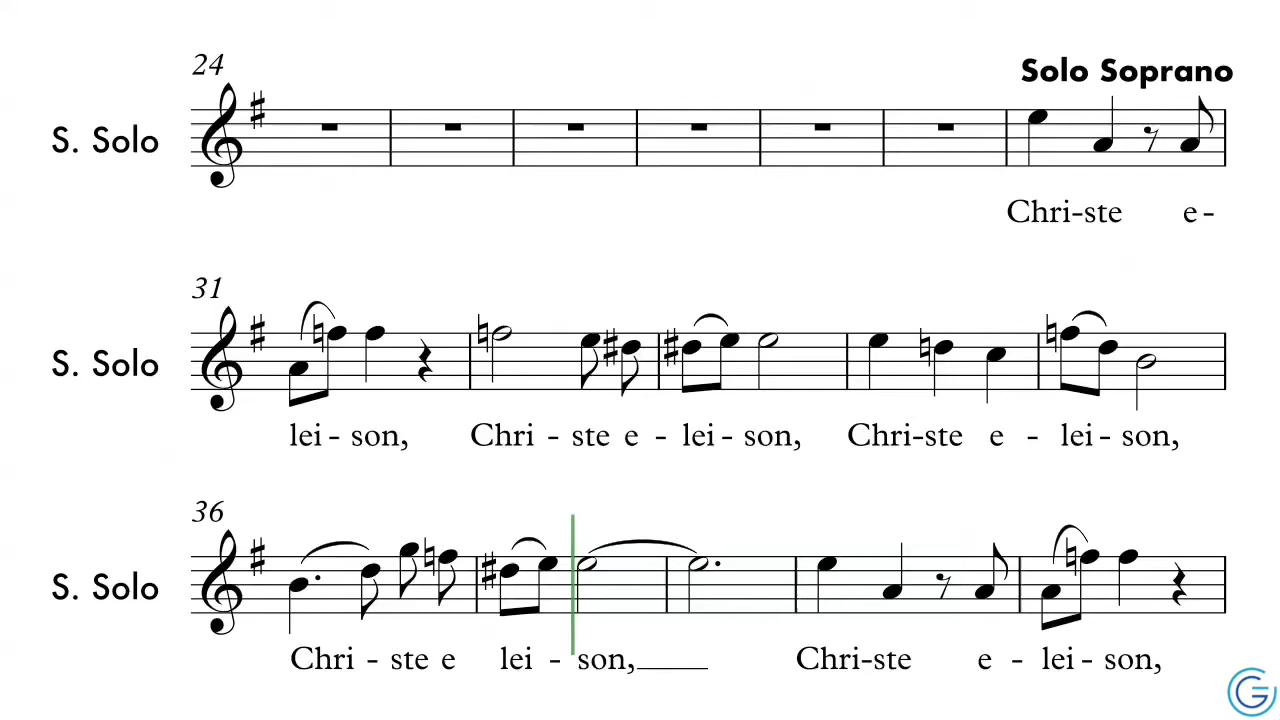 24
Solo Soprano
S. Solo
Chri-ste e-
31
S. Solo
lei - son, Chri - ste e - lei - son, Chri-ste e - lei - son,
36
S. Solo
Chri - ste e lei - son, Chri-ste e - lei - son,